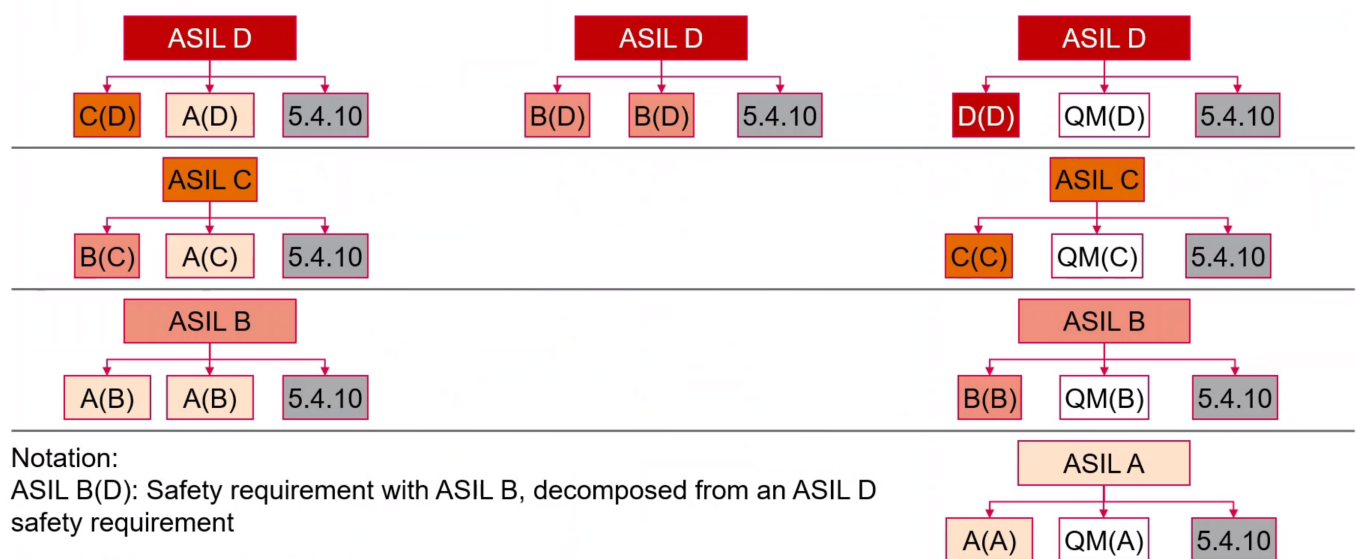 ASIL D ASIL D ASIL D
C(D) A(D) 5.4.10 B(D) B(D) 5.4.10 D(D) QM(D) 5.4.10
ASIL C ASIL C
B(C) A(C) 5.4.10 C(C) QM(C) 5.4.10
ASIL B ASIL B
A(B) A(B) 5.4.10 B(B) QM(B) 5.4.10
ASIL A
A(A) QM(A) 5.4.10
Notation:
ASIL B(D): Safety requirement with ASIL B, decomposed from an ASIL D
safety requirement